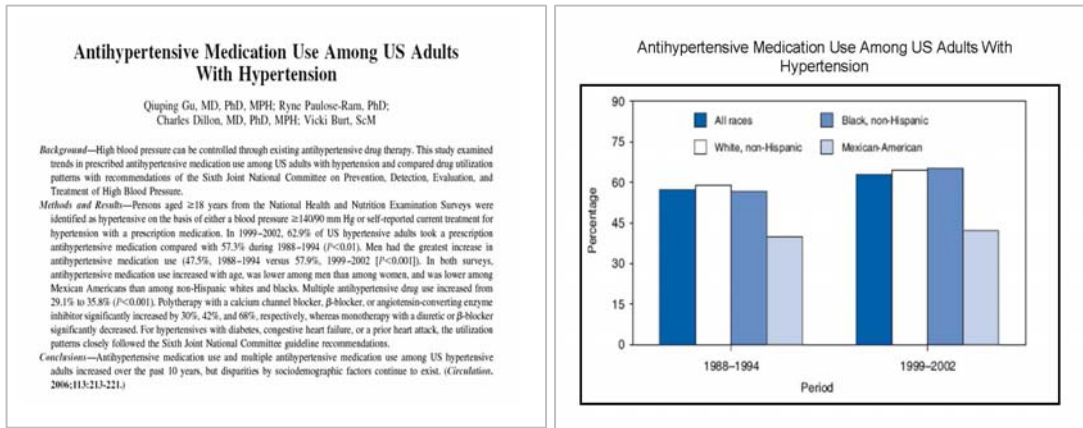 Antihypertensive Medication Use Among US Adults
With Hypertension
Qiuping Gu, MD, PhD, MPH; Ryne Paulose-Ram, PhD;
Charles Dillon, MD, PhD, MPH; Vicki Burt, ScM
Background—High blood pressure can be controlled through existing antihypertensive drug therapy. This study examined
trends in prescribed antihypertensive medication use among US adults with hypertension and compared drug utilization
patterns with recommendations of the Sixth Joint National Committee on Prevention, Detection, Evaluation, and
Treatment of High Blood Pressure.
Methods and Results—Persons aged ≥18 years from the National Health and Nutrition Examination Surveys were
identified as hypertensive on the basis of either a blood pressure ≥140/90 mm Hg or self-reported current treatment for
hypertension with a prescription medication. In 1999–2002, 62.9% of US hypertensive adults took a prescription
antihypertensive medication compared with 57.3% during 1988–1994 (P<0.01). Men had the greatest increase in
antihypertensive medication use (47.5%, 1988–1994 versus 57.9%, 1999–2002 [P<0.001]). In both surveys,
antihypertensive medication use increased with age, was lower among men than among women, and was lower among
Mexican Americans than among non-Hispanic whites and blacks. Multiple antihypertensive drug use increased from
29.1% to 35.8% (P<0.001). Polytherapy with a calcium channel blocker, β-blocker, or angiotensin-converting enzyme
inhibitor significantly increased by 30%, 42%, and 68%, respectively, whereas monotherapy with a diuretic or β-blocker
significantly decreased. For hypertensives with diabetes, congestive heart failure, or a prior heart attack, the utilization
patterns closely followed the Sixth Joint National Committee guideline recommendations.
Conclusions—Antihypertensive medication use and multiple antihypertensive medication use among US hypertensive
adults increased over the past 10 years, but disparities by sociodemographic factors continue to exist. (Circulation.
2006;113:213-221.)
Antihypertensive Medication Use Among US Adults With
Hypertension
90
75
60
45
30
15
0
Percentage
All races
Black, non-Hispanic
White, non-Hispanic
Mexican-American
1988–1994
1999–2002
Period